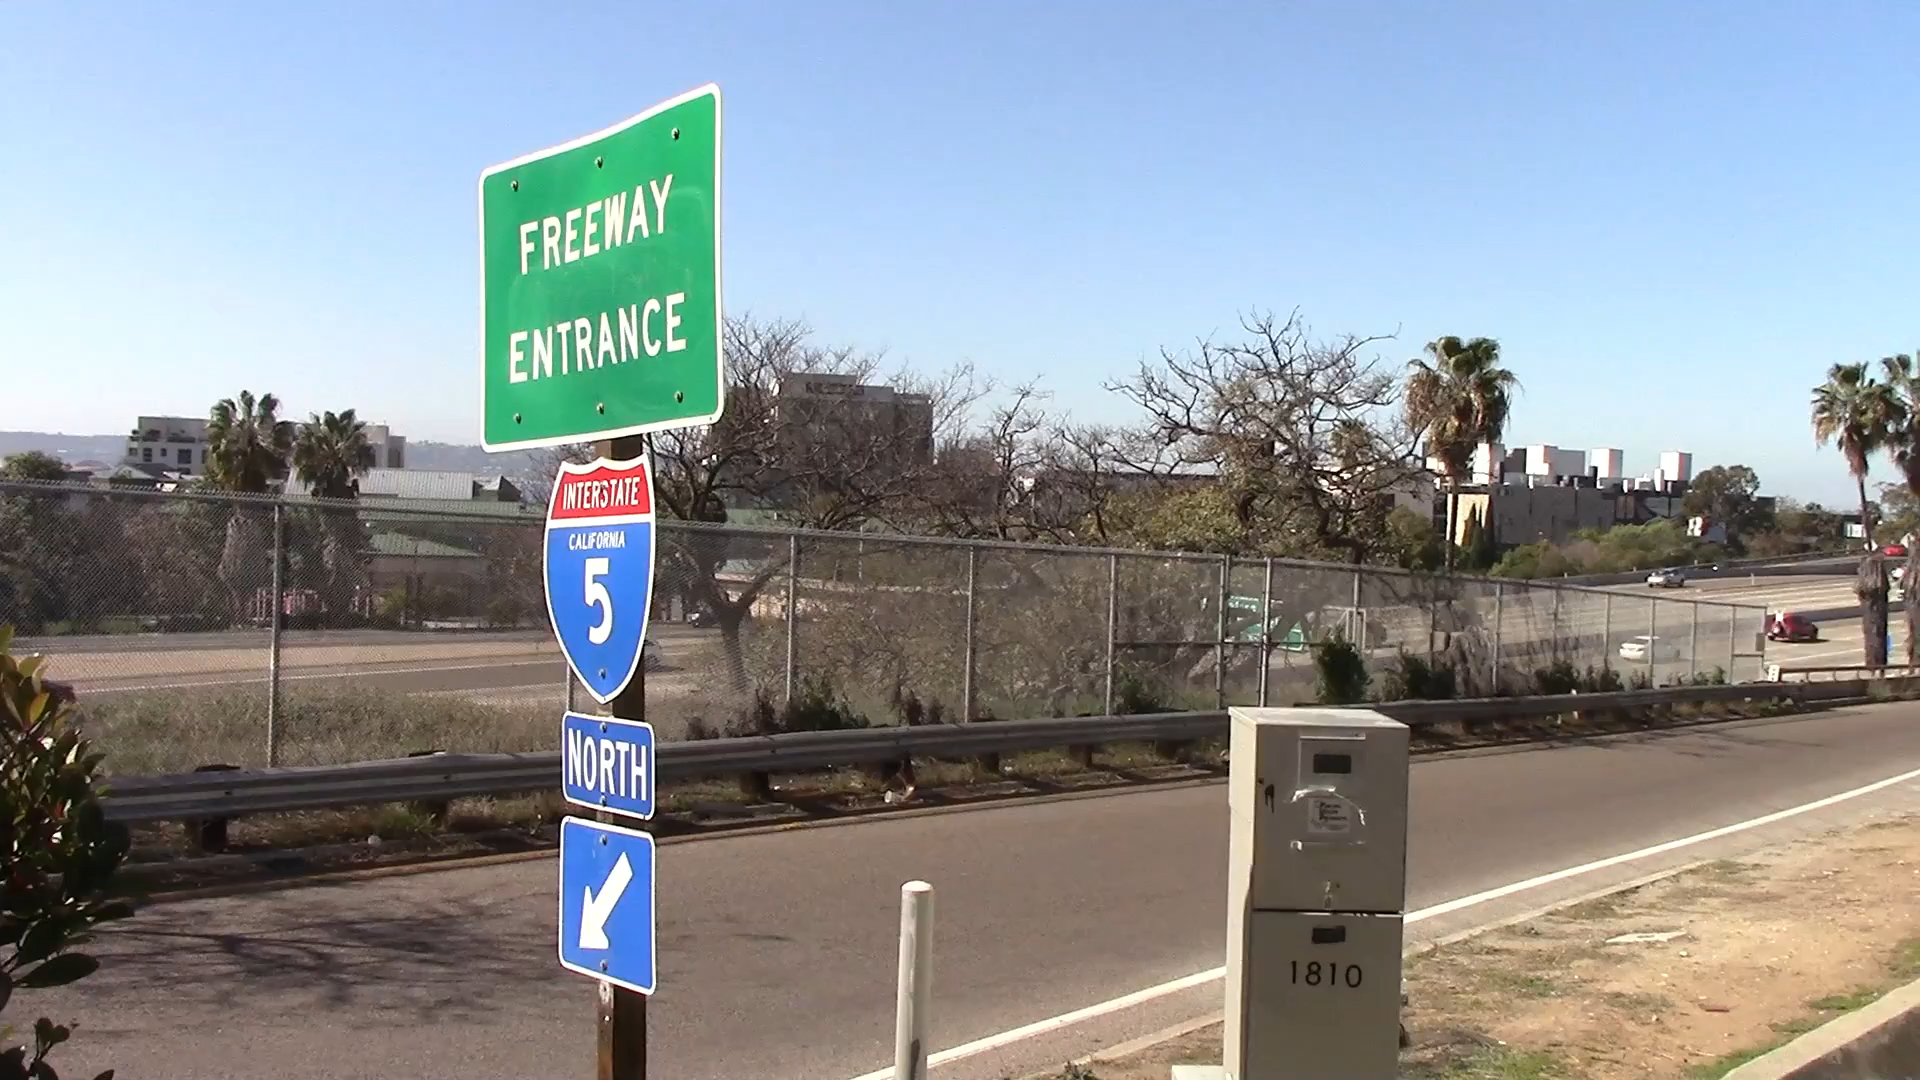 FREEWAY
ENTRANCE
INTERSTATE
CALIFORNIA
5
NORTH
1810